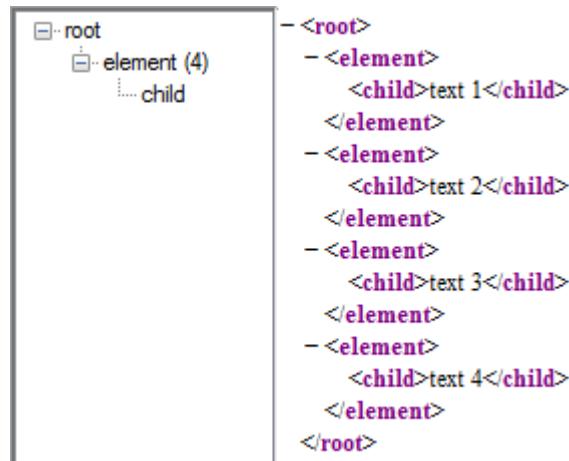 root
element (4)
child
– <root>
– <element>
<child>text 1</child>
</element>
– <element>
<child>text 2</child>
</element>
– <element>
<child>text 3</child>
</element>
– <element>
<child>text 4</child>
</element>
</root>